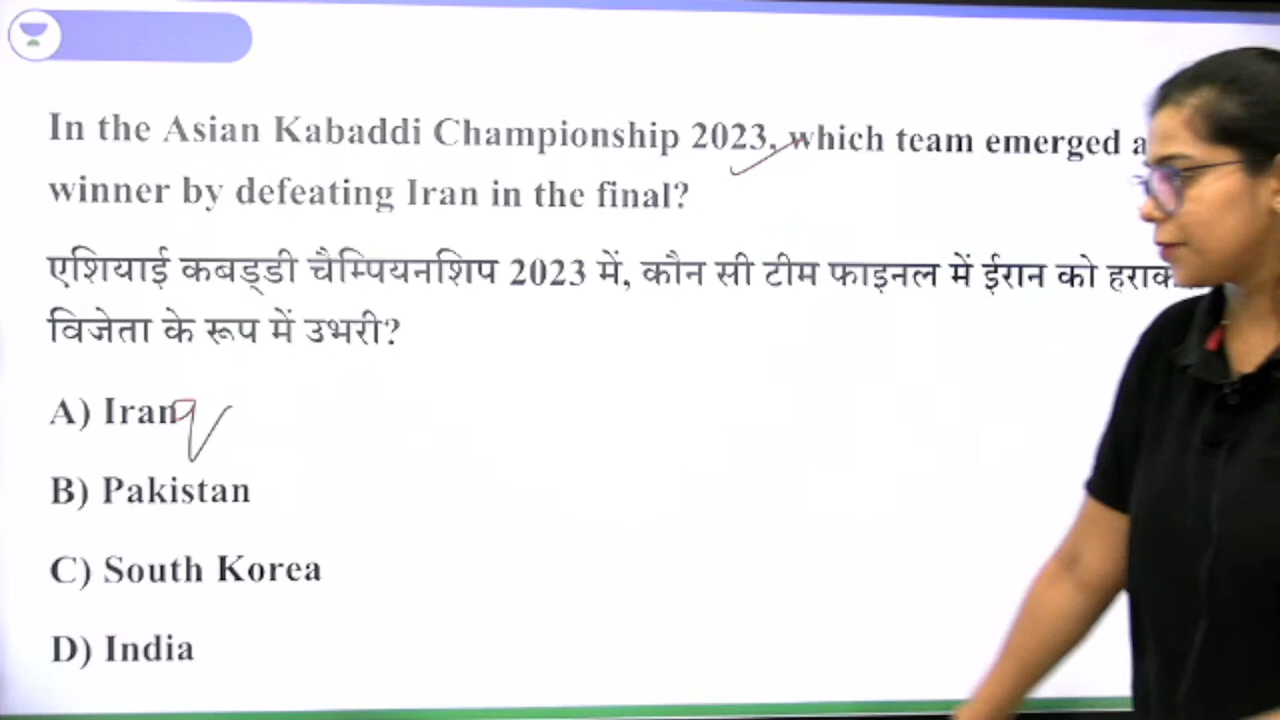 In the Asian Kabaddi Championship 2023, which team emerged a
winner by defeating Iran in the final?
एशियाई कबड्डी चैम्पियनशिप 2023 में, कौन सी टीम फाइनल में ईरान को हराक
विजेता के रूप में उभरी?
A) Iran
B) Pakistan
C) South Korea
D) India